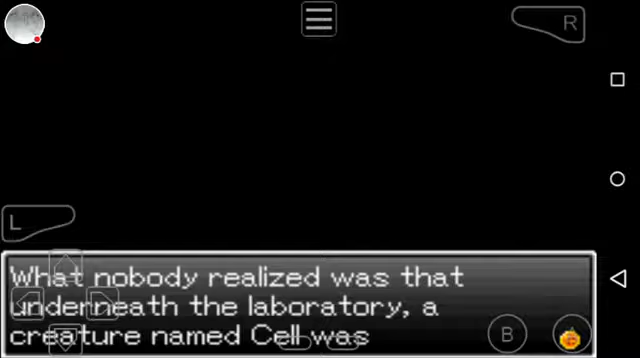 R
L
What nobody realized was that
underneath the laboratory, a
creature named Cell was
B
A